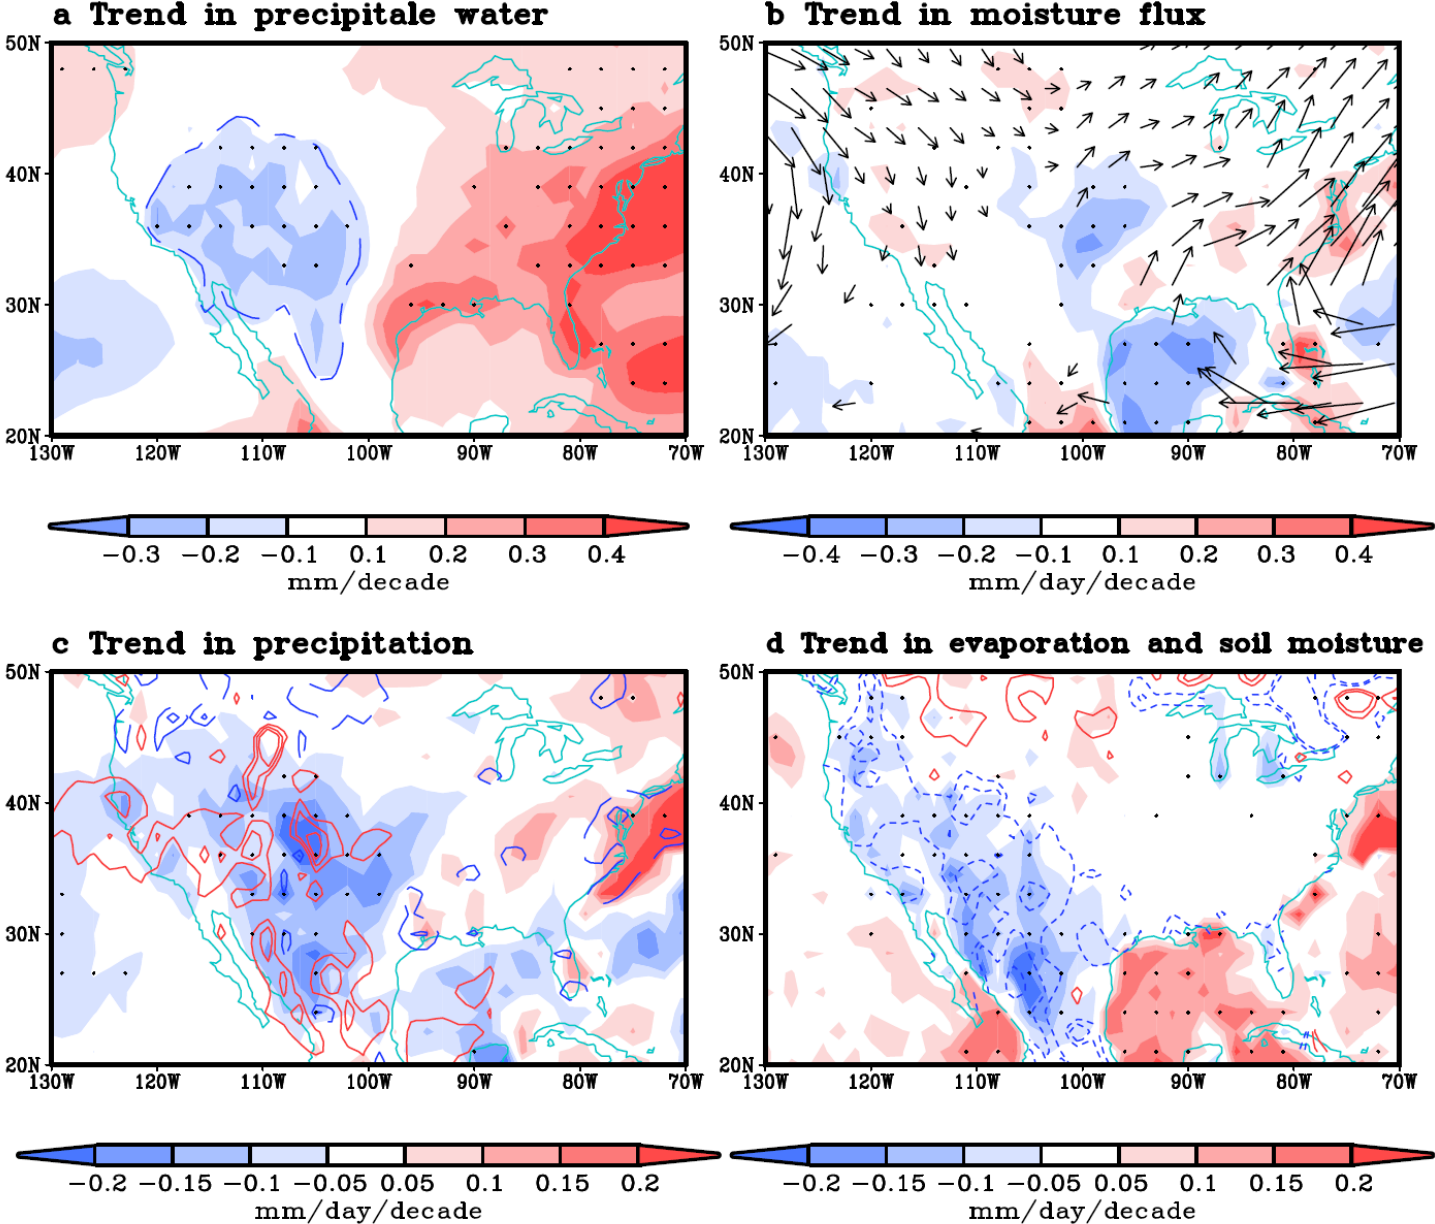 a Trend in precipitale water
50N
40N
30N
20N
130W 120W 110W 100W 90W 80W 70W
−0.3 −0.2 −0.1 0.1 0.2 0.3 0.4
mm/decade
b Trend in moisture flux
50N
40N
30N
20N
130W 120W 110W 100W 90W 80W 70W
−0.4 −0.3 −0.2 −0.1 0.1 0.2 0.3 0.4
mm/day/decade
c Trend in precipitation
50N
40N
30N
20N
130W 120W 110W 100W 90W 80W 70W
−0.2 −0.15 −0.1 −0.05 0.05 0.1 0.15 0.2
mm/day/decade
d Trend in evaporation and soil moisture
50N
40N
30N
20N
130W 120W 110W 100W 90W 80W 70W
−0.2 −0.15 −0.1 −0.05 0.05 0.1 0.15 0.2
mm/day/decade